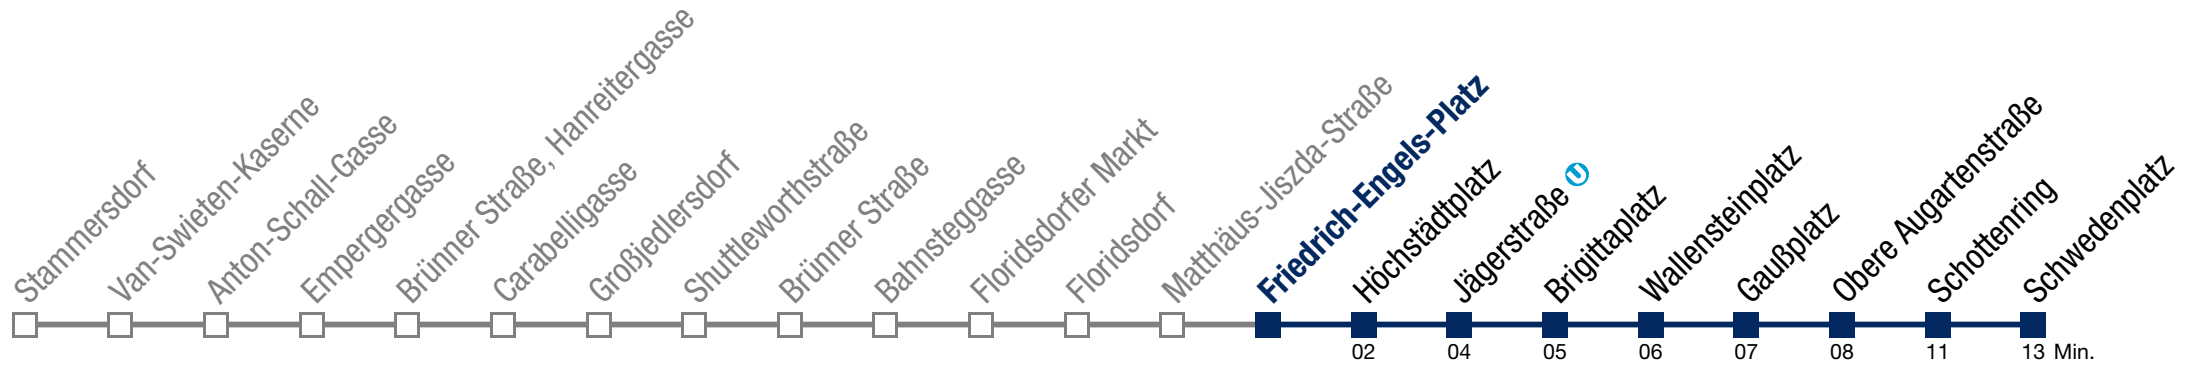 Stammersdorf
Van-Swieten-Kaserne
Anton-Schall-Gasse
Empergergasse
Brünner Straße, Hanreitergasse
Carabelligasse
Großjedlersdorf
Shuttleworthstraße
Brünner Straße
Bahnsteggasse
Floridsdorfer Markt
Floridsdorf
Matthäus-Jiszda-Straße
Friedrich-Engels-Platz
Höchstädtplatz
Jägerstraße U
Brigittaplatz
Wallensteinplatz
Gaußplatz
Obere Augartenstraße
Schottenring
Schwedenplatz
02 04 05 06 07 08 11 13 Min.